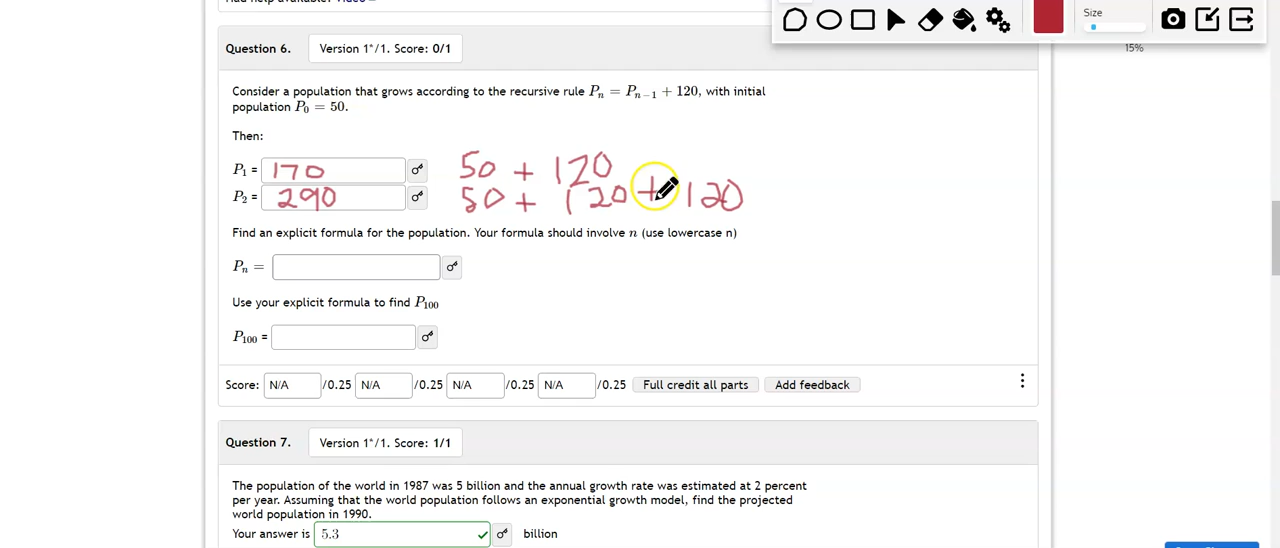 Size
15%
Question 6. Version 1*/1. Score: 0/1
Consider a population that grows according to the recursive rule Pₙ = Pₙ₋₁ + 120, with initial
population P₀ = 50.
Then:
P₁ = 170 50 + 120
P₂ = 290 50 + 120 + 120
Find an explicit formula for the population. Your formula should involve n (use lowercase n)
Pₙ =
Use your explicit formula to find P₁₀₀
P₁₀₀ =
Score: N/A /0.25 N/A /0.25 N/A /0.25 N/A /0.25 Full credit all parts Add feedback
Question 7. Version 1*/1. Score: 1/1
The population of the world in 1987 was 5 billion and the annual growth rate was estimated at 2 percent
per year. Assuming that the world population follows an exponential growth model, find the projected
world population in 1990.
Your answer is 5.3 billion